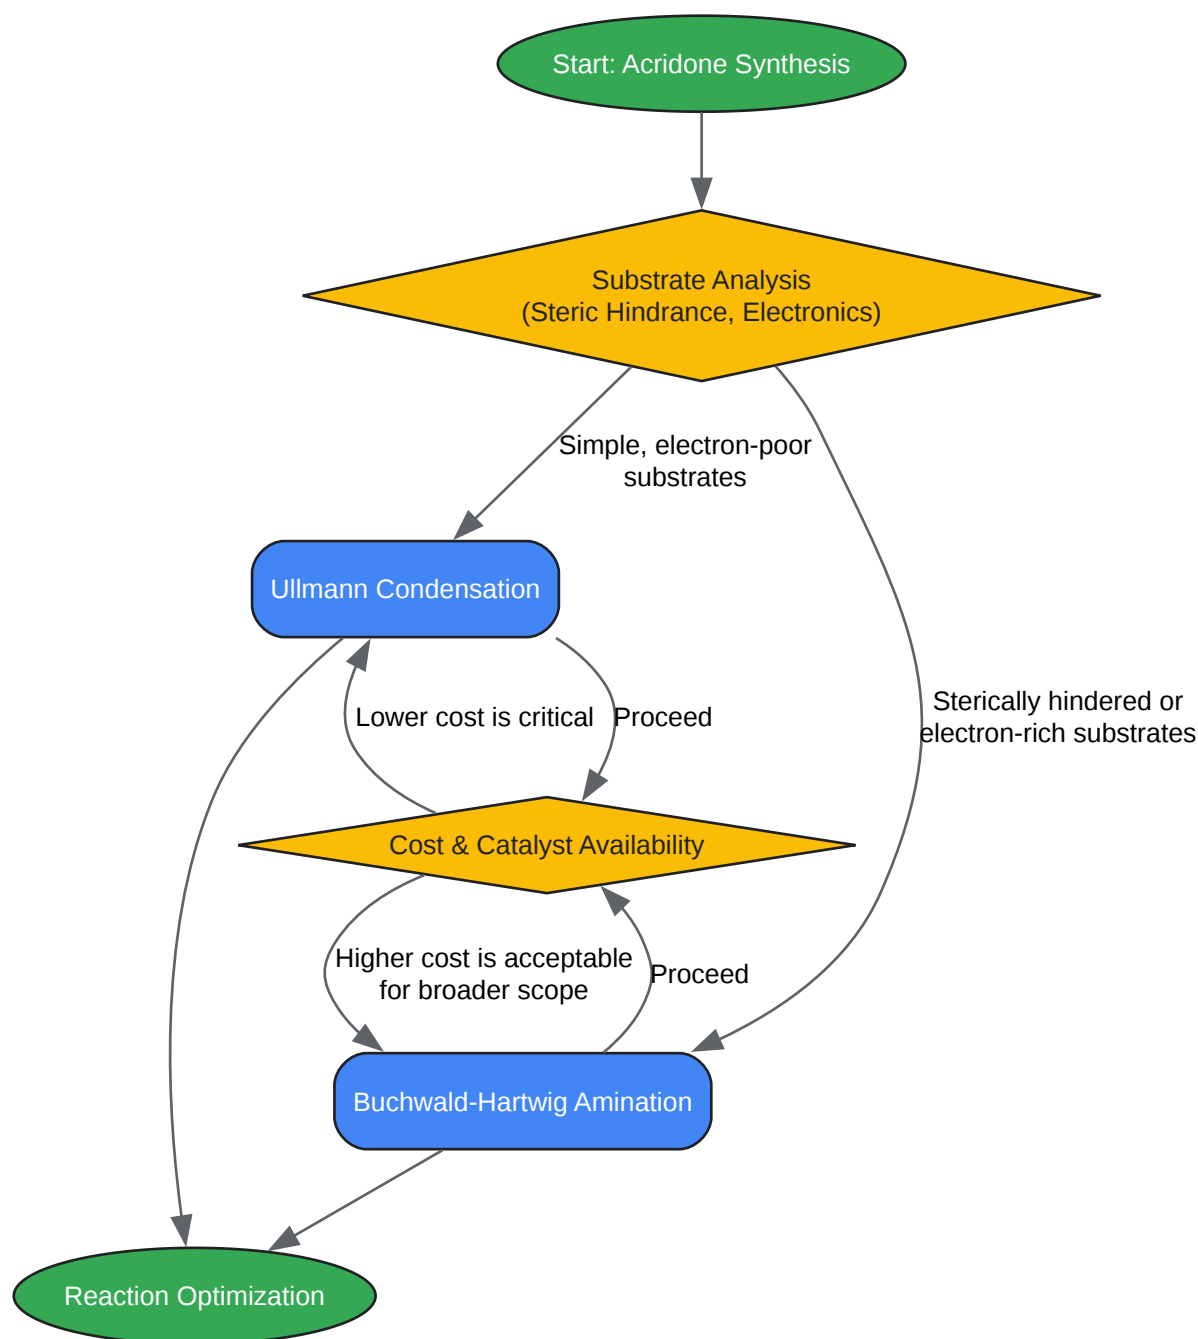 Start: Acridone Synthesis
Substrate Analysis
(Steric Hindrance, Electronics)
Simple, electron-poor
substrates
Ullmann Condensation
Sterically hindered or
electron-rich substrates
Lower cost is critical
Proceed
Cost & Catalyst Availability
Higher cost is acceptable
for broader scope
Proceed
Buchwald-Hartwig Amination
Reaction Optimization